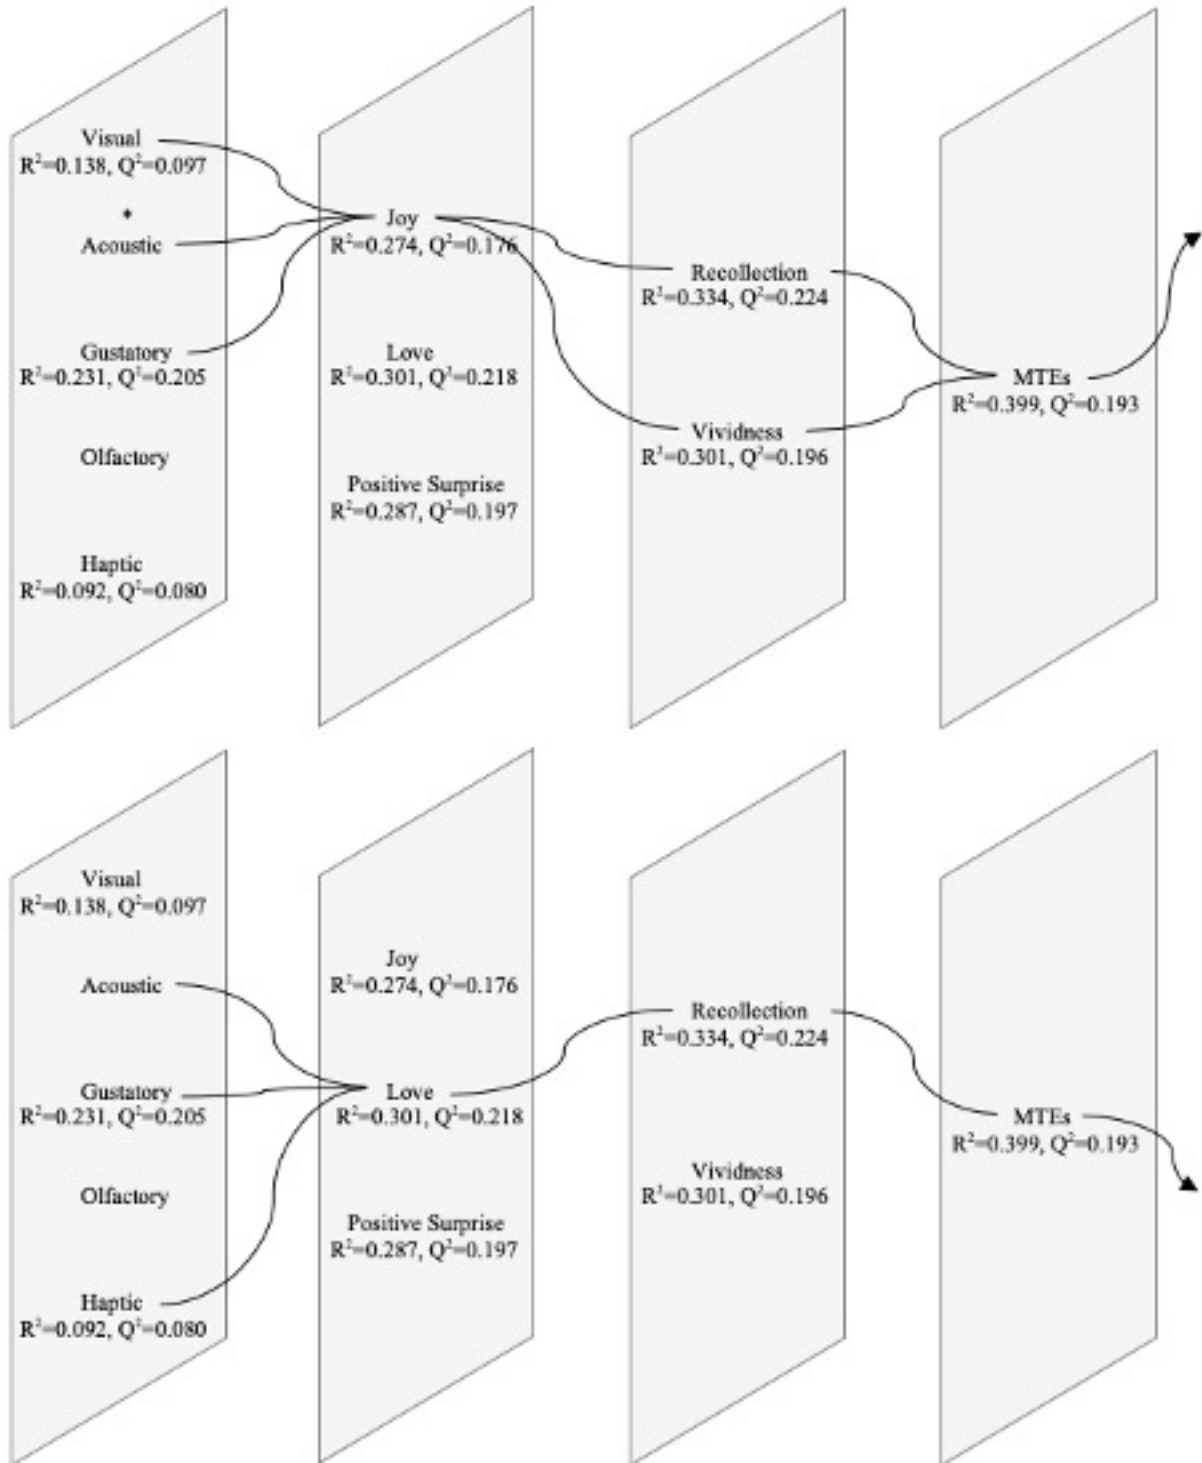 Visual
R²=0.138, Q²=0.097
Acoustic
Gustatory
R²=0.231, Q²=0.205
Olfactory
Haptic
R²=0.092, Q²=0.080
Joy
R²=0.274, Q²=0.176
Love
R²=0.301, Q²=0.218
Positive Surprise
R²=0.287, Q²=0.197
Recollection
R²=0.334, Q²=0.224
Vividness
R²=0.301, Q²=0.196
MTEs
R²=0.399, Q²=0.193
Visual
R²=0.138, Q²=0.097
Acoustic
Gustatory
R²=0.231, Q²=0.205
Olfactory
Haptic
R²=0.092, Q²=0.080
Joy
R²=0.274, Q²=0.176
Love
R²=0.301, Q²=0.218
Positive Surprise
R²=0.287, Q²=0.197
Recollection
R²=0.334, Q²=0.224
Vividness
R²=0.301, Q²=0.196
MTEs
R²=0.399, Q²=0.193